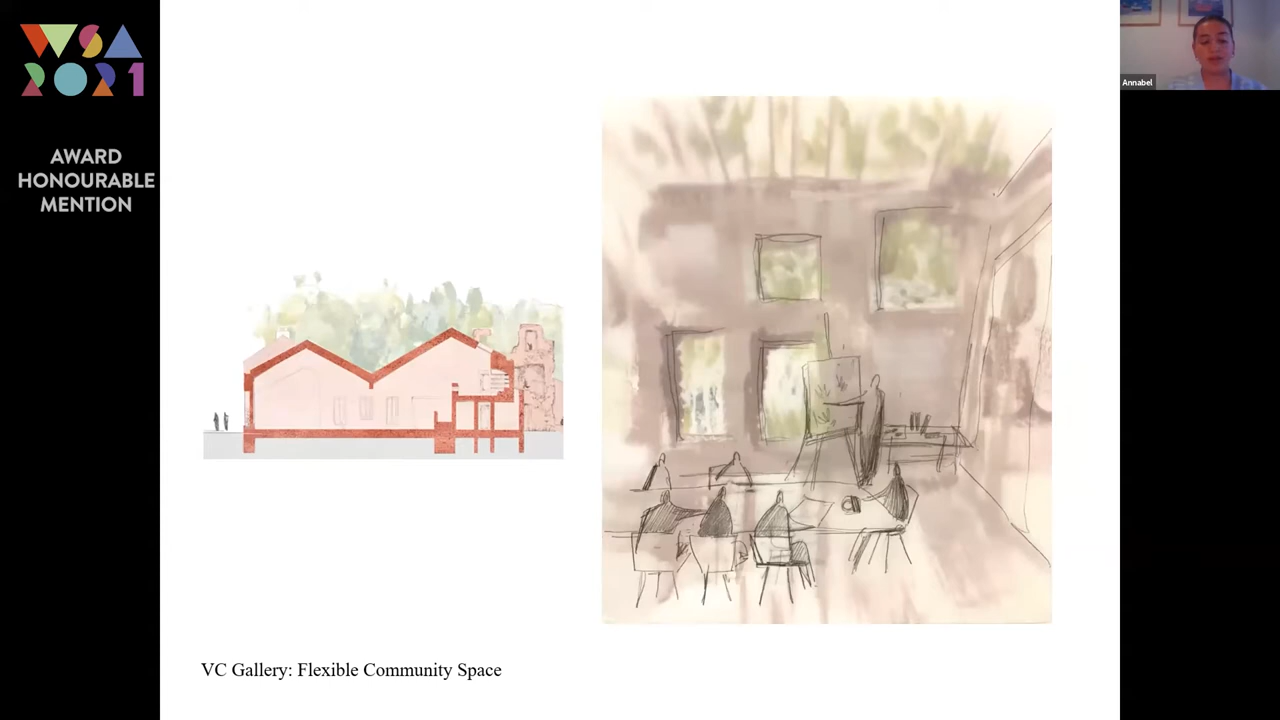 WSA
2021
AWARD
HONOURABLE
MENTION
Annabel
VC Gallery: Flexible Community Space